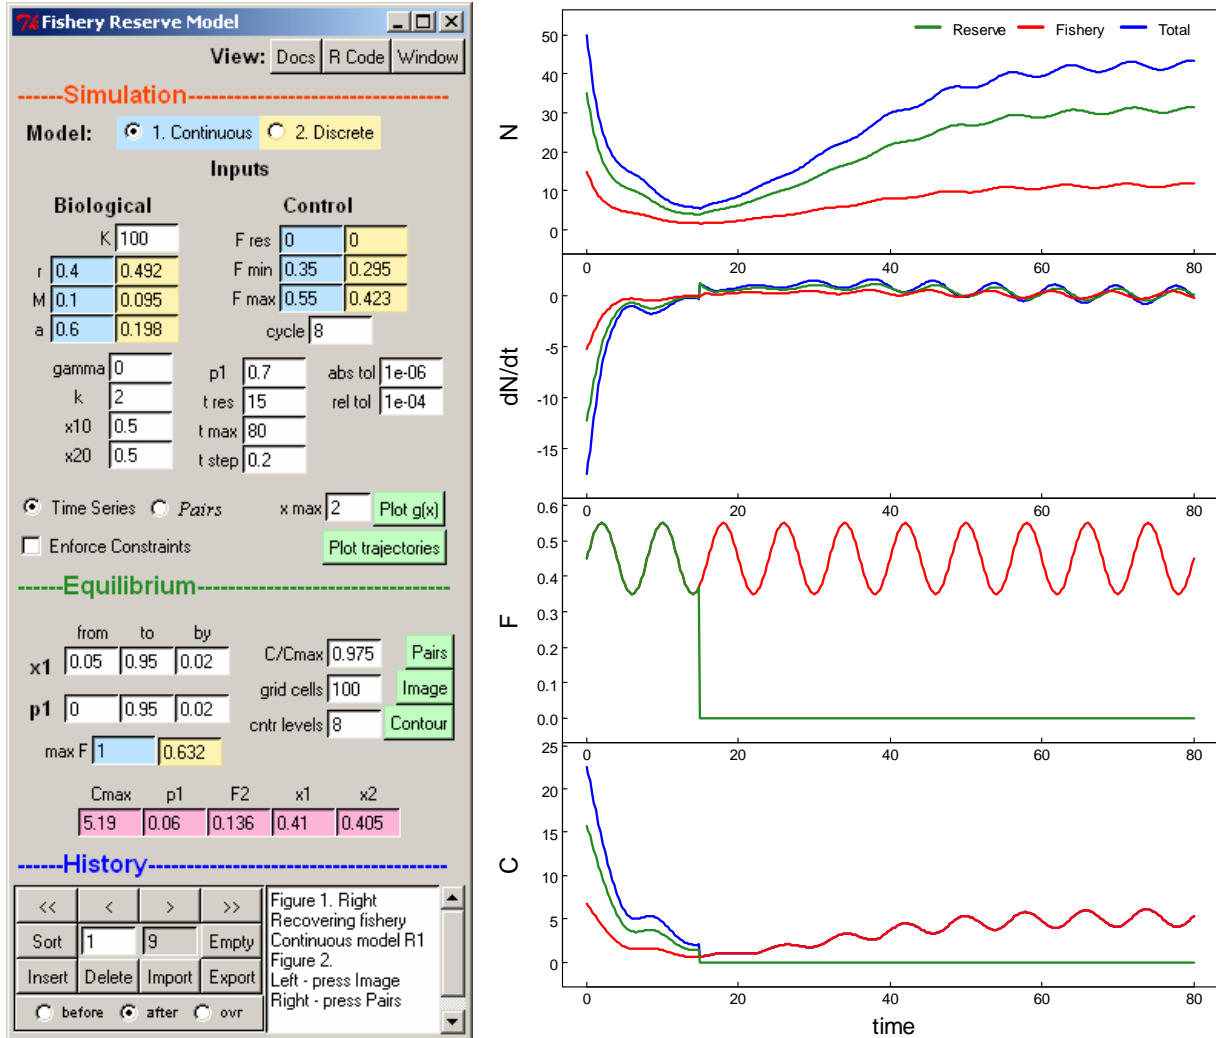 Fishery Reserve Model
View: Docs R Code Window
------Simulation------
Model: 1. Continuous 2. Discrete
Inputs
Biological Control
K 100 F res 0 0
r 0.4 0.492 F min 0.35 0.295
M 0.1 0.095 F max 0.55 0.423
a 0.6 0.198 cycle 8
gamma 0 p1 0.7 abs tol 1e-06
k 2 t res 15 rel tol 1e-04
x10 0.5 t max 80
x20 0.5 t step 0.2
Time Series Pairs x max 2 Plot g(x)
Enforce Constraints Plot trajectories
------Equilibrium------
from to by
x1 0.05 0.95 0.02 C/Cmax 0.975 Pairs
grid cells 100 Image
p1 0 0.95 0.02 cntr levels 8 Contour
max F 1 0.632
Cmax p1 F2 x1 x2
5.19 0.06 0.136 0.41 0.405
------History------
<< < > >>
Sort 1 9 Empty
Insert Delete Import Export
before after ovr
Figure 1. Right
Recovering fishery
Continuous model R1
Figure 2.
Left - press Image
Right - press Pairs
Reserve Fishery Total
N
50
40
30
20
10
0
0 20 40 60 80
dN/dt
0
-5
-10
-15
0 20 40 60 80
F
0.6
0.5
0.4
0.3
0.2
0.1
0.0
0 20 40 60 80
C
25
20
15
10
5
0
0 20 40 60 80
time